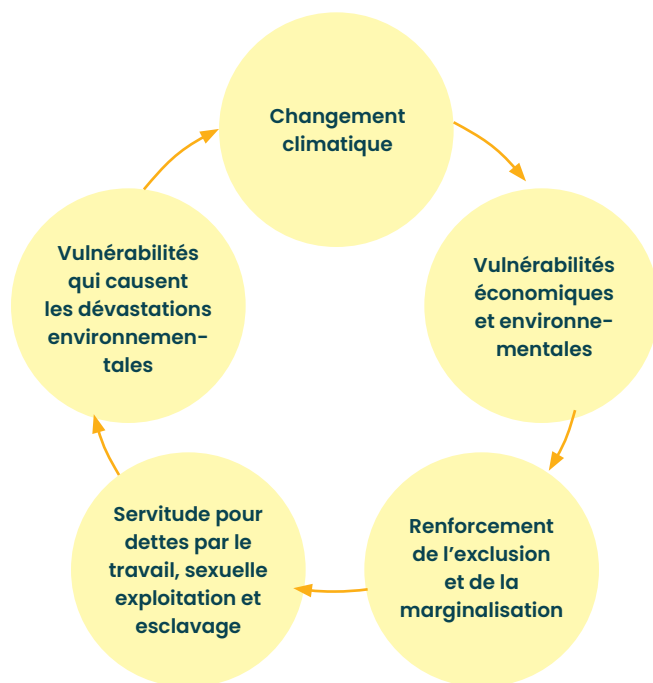 Changement
climatique
Vulnérabilités
économiques
et environne-
mentales
Renforcement
de l'exclusion
et de la
marginalisation
Servitude pour
dettes par le
travail, sexuelle
exploitation et
esclavage
Vulnérabilités
qui causent
les dévastations
environnemen-
tales